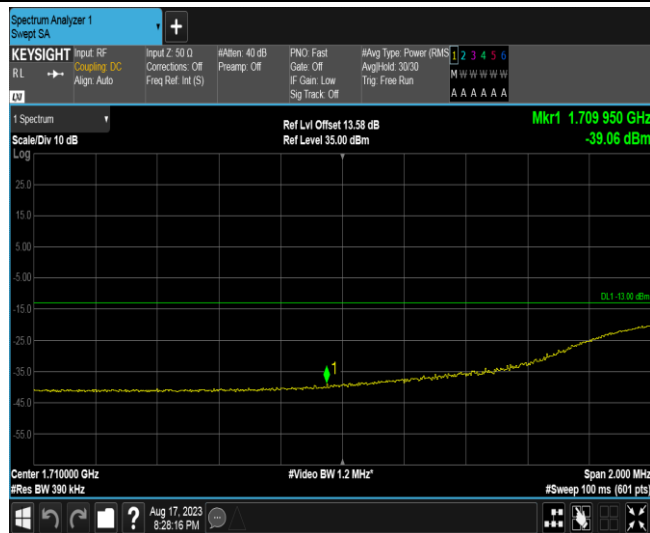 Spectrum Analyzer 1
Swept SA
+
KEYSIGHT
RL
LXI
Input: RF
Coupling: DC
Align: Auto
Input Z: 50 Ω
Corrections: Off
Freq Ref: Int (S)
#Atten: 40 dB
Preamp: Off
PNO: Fast
Gate: Off
IF Gain: Low
Sig Track: Off
#Avg Type: Power (RMS
Avg|Hold: 30/30
Trig: Free Run
1 2 3 4 5 6
M W W W W W
A A A A A A
1 Spectrum
Scale/Div 10 dB
Log
Ref Lvl Offset 13.58 dB
Ref Level 35.00 dBm
Mkr1 1.709 950 GHz
-39.06 dBm
25.0
15.0
5.00
-5.00
DL1 -13.00 dBm
-15.0
-25.0
1
-35.0
-45.0
-55.0
Center 1.710000 GHz
#Res BW 390 kHz
#Video BW 1.2 MHz*
Span 2.000 MHz
#Sweep 100 ms (601 pts)
?
Aug 17, 2023
8:28:16 PM